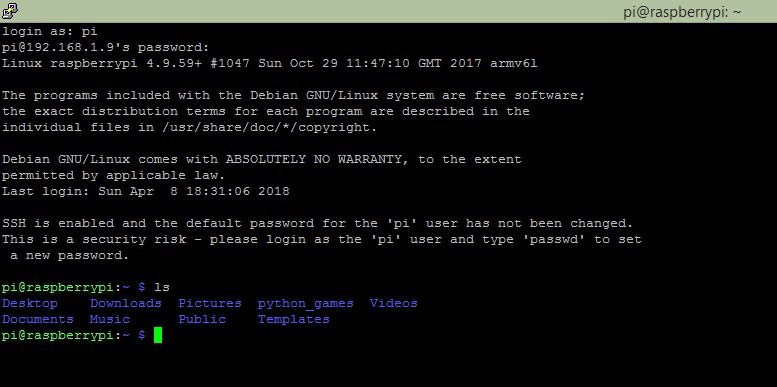 pi@raspberrypi: ~
login as: pi
pi@192.168.1.9's password:
Linux raspberrypi 4.9.59+ #1047 Sun Oct 29 11:47:10 GMT 2017 armv6l
The programs included with the Debian GNU/Linux system are free software;
the exact distribution terms for each program are described in the
individual files in /usr/share/doc/*/copyright.
Debian GNU/Linux comes with ABSOLUTELY NO WARRANTY, to the extent
permitted by applicable law.
Last login: Sun Apr  8 18:31:06 2018
SSH is enabled and the default password for the 'pi' user has not been changed.
This is a security risk - please login as the 'pi' user and type 'passwd' to set
 a new password.
pi@raspberrypi:~ $ ls
Desktop    Downloads  Pictures  python_games  Videos
Documents  Music      Public    Templates
pi@raspberrypi:~ $